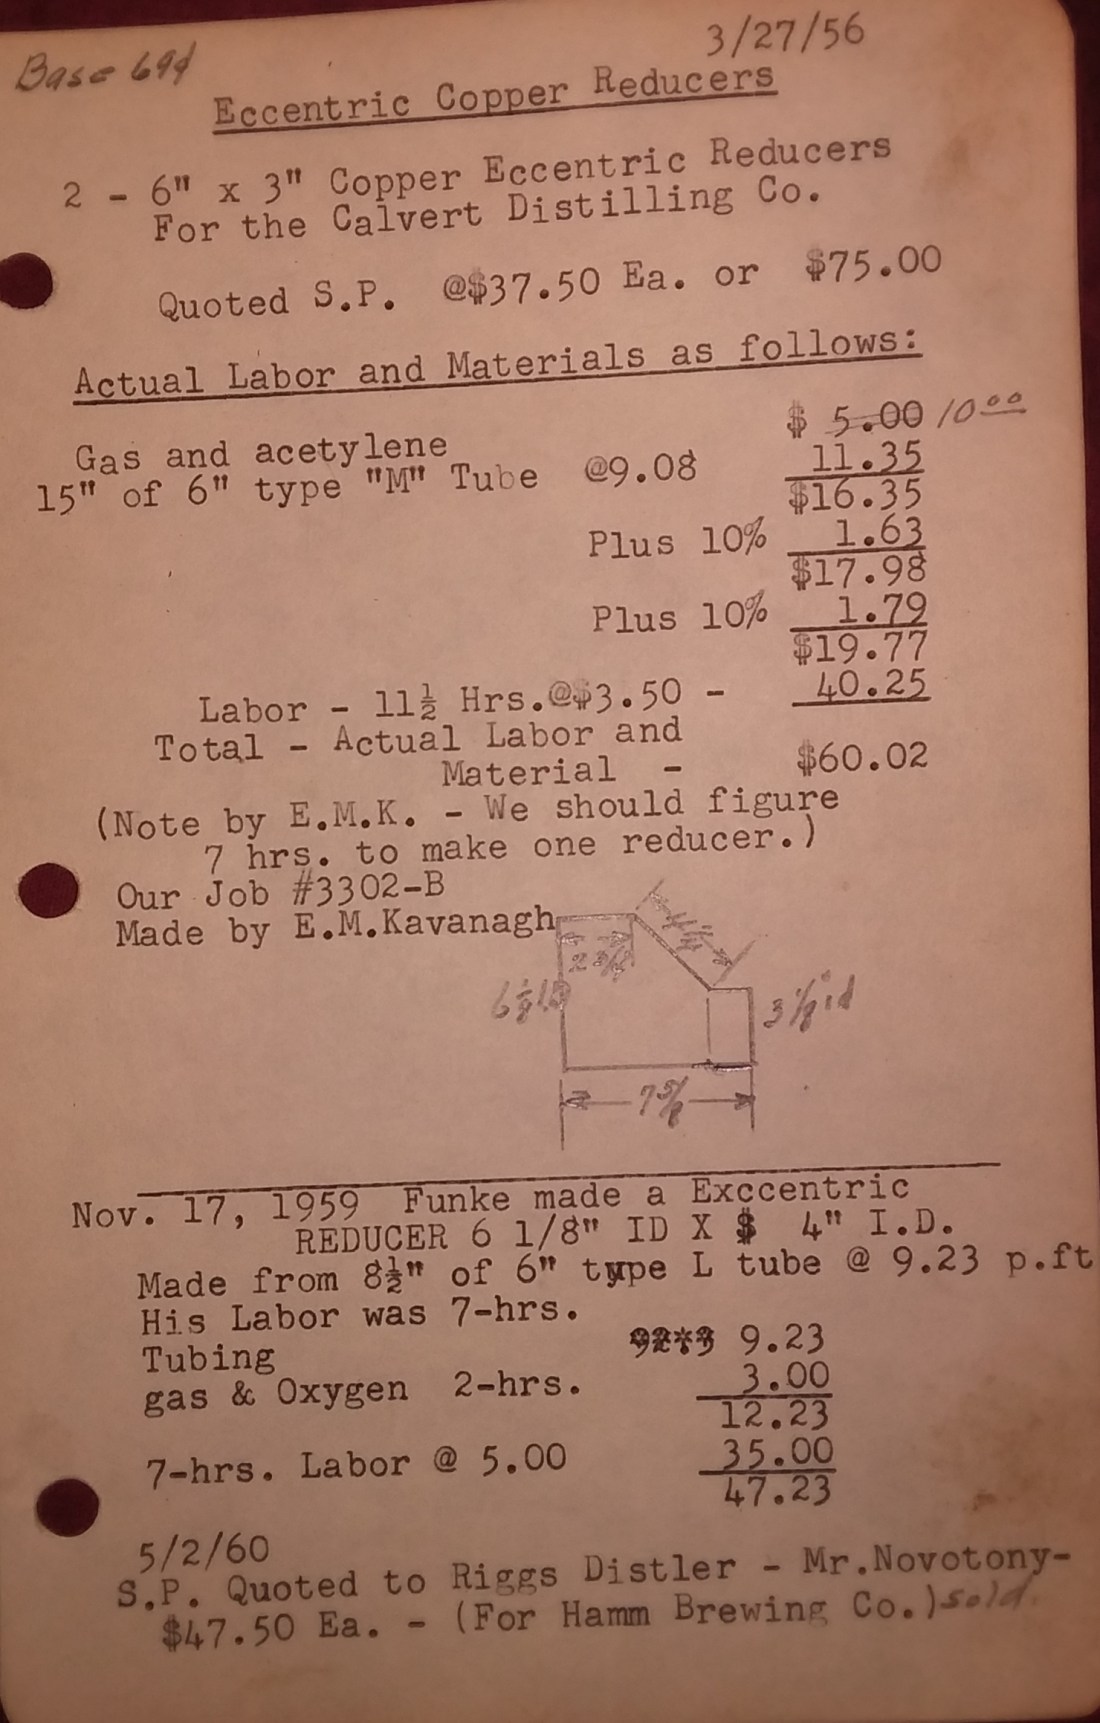 Base 69¢
3/27/56
Eccentric Copper Reducers
2 - 6" x 3" Copper Eccentric Reducers
For the Calvert Distilling Co.
Quoted S.P. @$37.50 Ea. or $75.00
Actual Labor and Materials as follows:
Gas and acetylene $ 5.00 10 00
15" of 6" type "M" Tube @9.08 11.35
$16.35
Plus 10% 1.63
$17.98
Plus 10% 1.79
$19.77
Labor - 11½ Hrs.@$3.50 - 40.25
Total - Actual Labor and
Material - $60.02
(Note by E.M.K. - We should figure
7 hrs. to make one reducer.)
Our Job #3302-B
Made by E.M.Kavanagh
6 1/8
3 1/8 id
7 5/8
Nov. 17, 1959 Funke made a Exccentric
REDUCER 6 1/8" ID X $ 4" I.D.
Made from 8½" of 6" type L tube @ 9.23 p.ft
His Labor was 7-hrs.
Tubing 9.23
gas & Oxygen 2-hrs. 3.00
12.23
7-hrs. Labor @ 5.00 35.00
47.23
5/2/60
S.P. Quoted to Riggs Distler - Mr.Novotony-
$47.50 Ea. - (For Hamm Brewing Co.) sold.